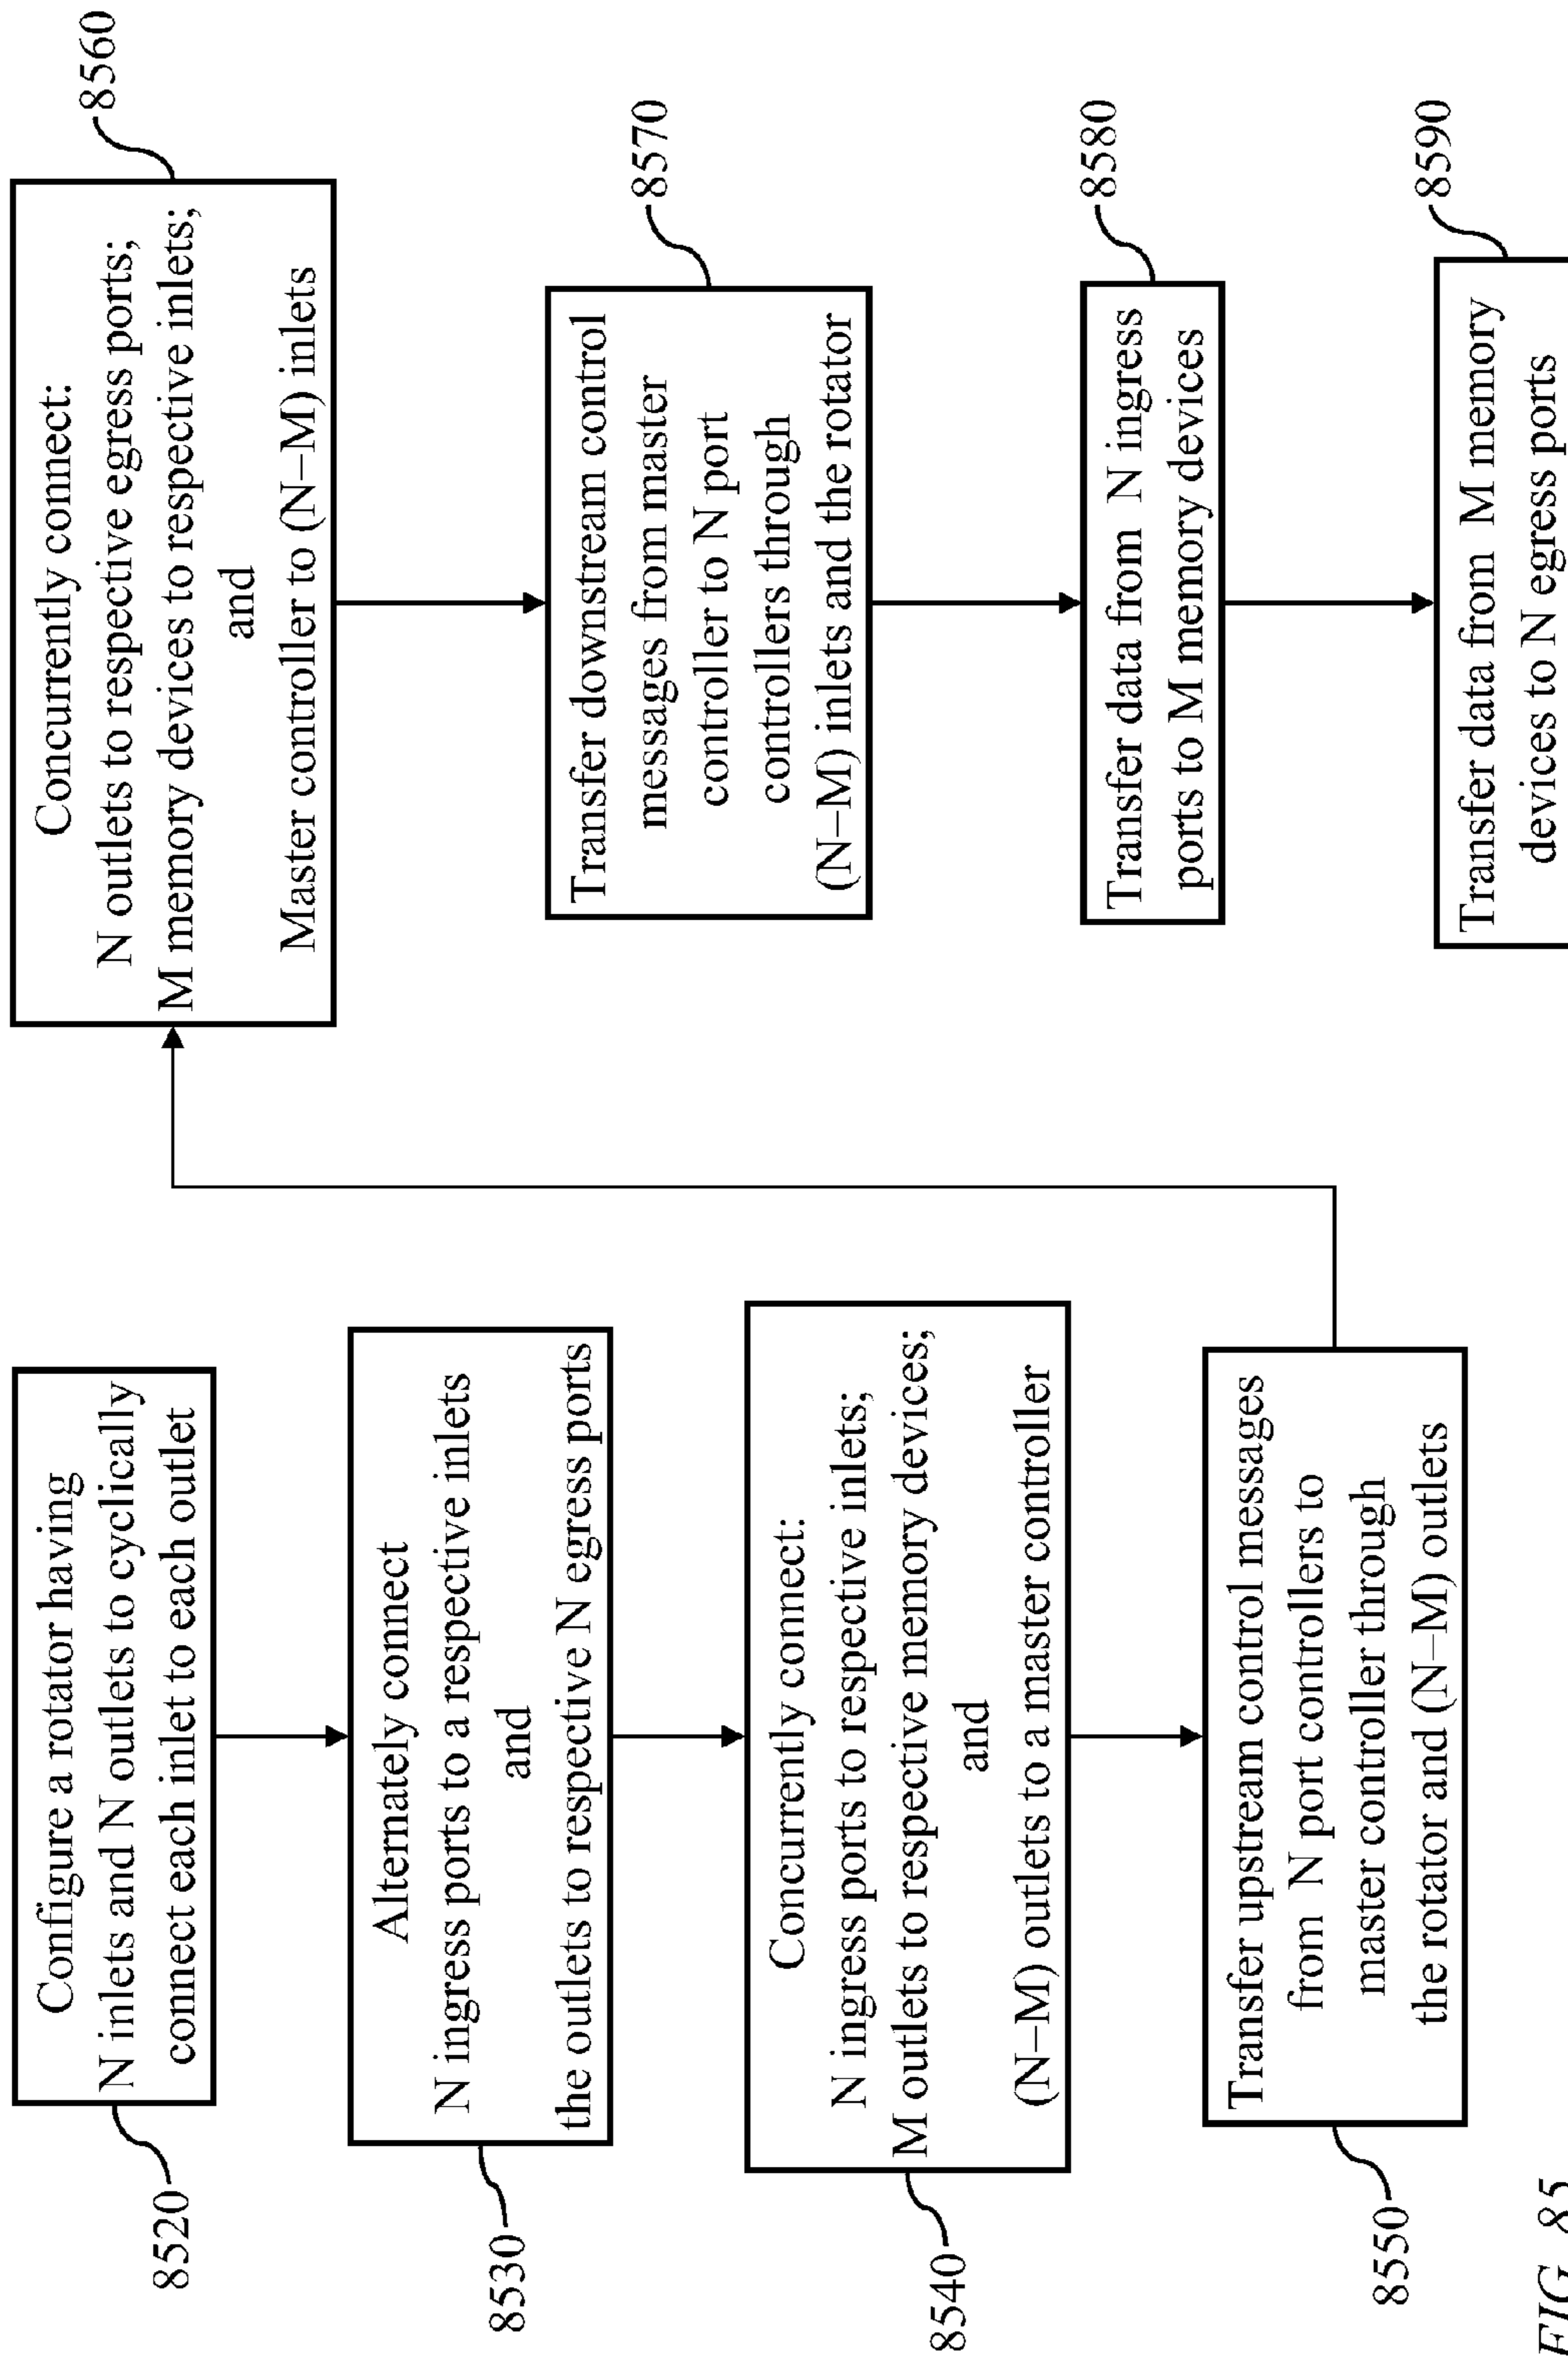 8520
Configure a rotator having
N inlets and N outlets to cyclically
connect each inlet to each outlet
8530
Alternately connect
N ingress ports to a respective inlets
and
the outlets to respective N egress ports
8540
Concurrently connect:
N ingress ports to respective inlets;
M outlets to respective memory devices;
and
(N–M) outlets to a master controller
8550
Transfer upstream control messages
from N port controllers to
master controller through
the rotator and (N–M) outlets
8560
Concurrently connect:
N outlets to respective egress ports;
M memory devices to respective inlets;
and
Master controller to (N–M) inlets
8570
Transfer downstream control
messages from master
controller to N port
controllers through
(N–M) inlets and the rotator
8580
Transfer data from N ingress
ports to M memory devices
8590
Transfer data from M memory
devices to N egress ports
FIG. 85